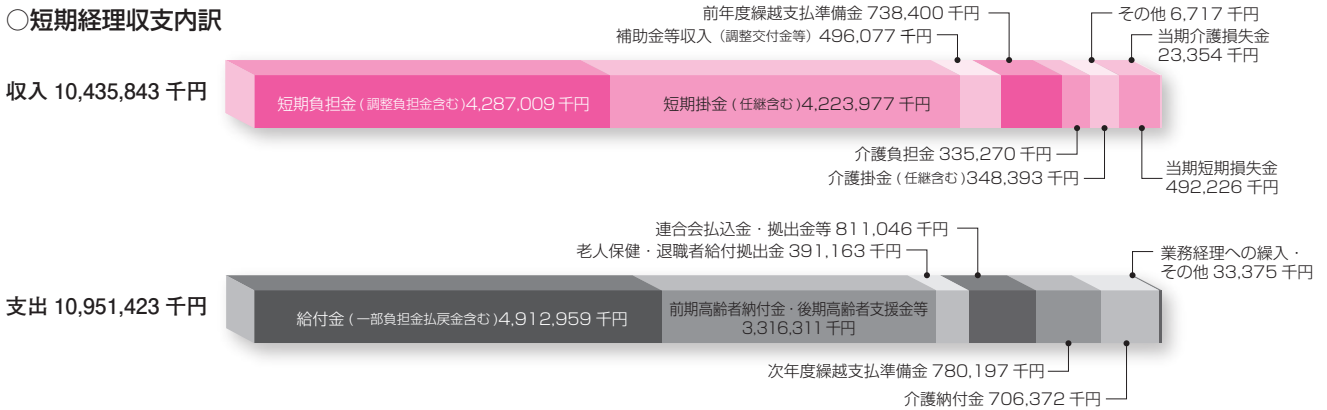 ○短期経理収支内訳
前年度繰越支払準備金 738,400 千円
その他 6,717 千円
補助金等収入（調整交付金等）496,077 千円
当期介護損失金
23,354 千円
収入 10,435,843 千円
短期負担金(調整負担金含む)4,287,009 千円
短期掛金(任継含む)4,223,977 千円
介護負担金 335,270 千円
介護掛金(任継含む)348,393 千円
当期短期損失金
492,226 千円
連合会払込金・拠出金等 811,046 千円
老人保健・退職者給付拠出金 391,163 千円
業務経理への繰入・
その他 33,375 千円
支出 10,951,423 千円
給付金(一部負担金払戻金含む)4,912,959 千円
前期高齢者納付金・後期高齢者支援金等
3,316,311 千円
次年度繰越支払準備金 780,197 千円
介護納付金 706,372 千円